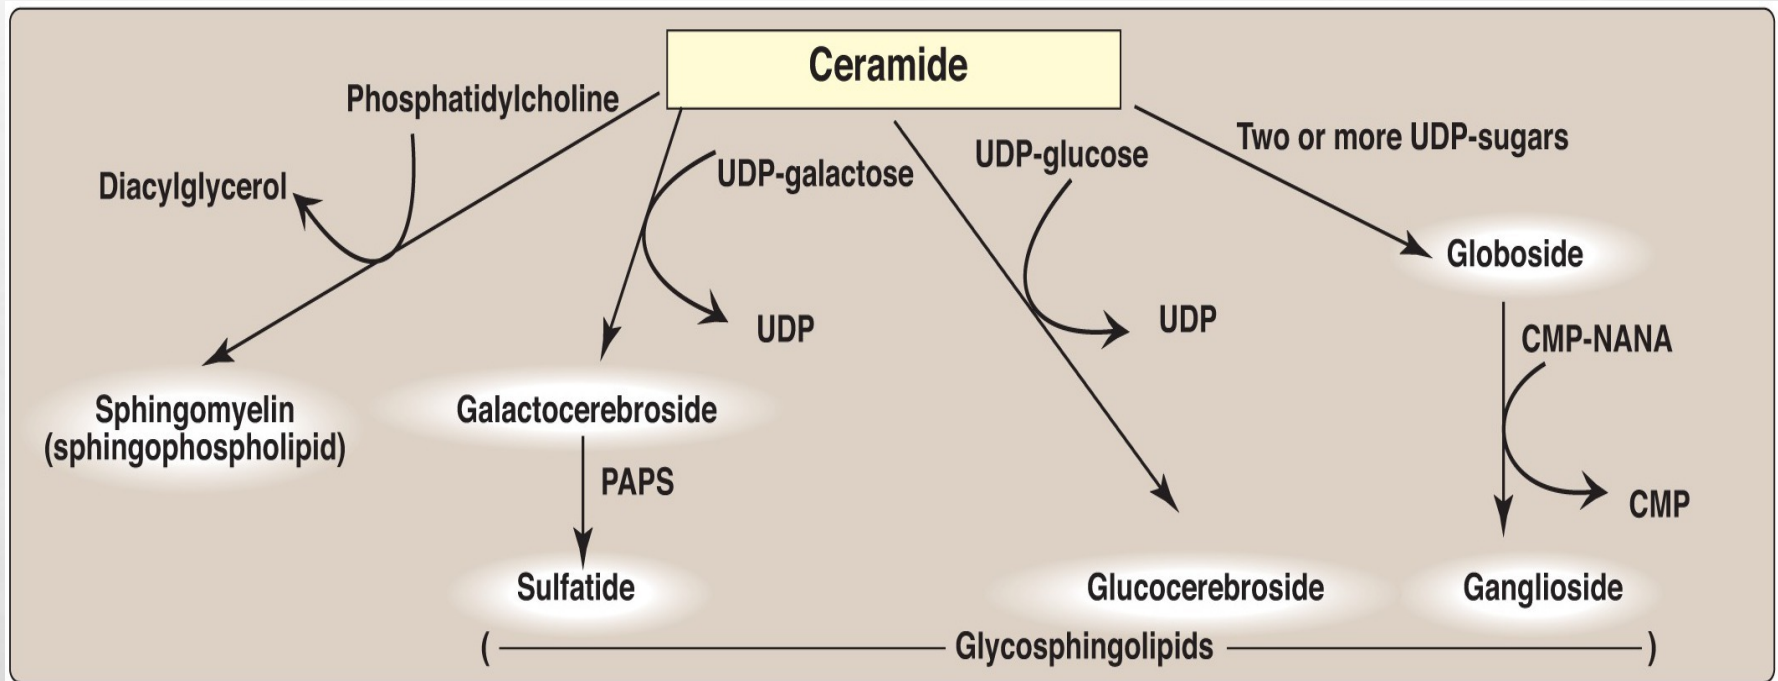 Ceramide
Phosphatidylcholine
Two or more UDP-sugars
UDP-glucose
UDP-galactose
Diacylglycerol
Globoside
UDP
UDP
CMP-NANA
Sphingomyelin
(sphingophospholipid)
Galactocerebroside
PAPS
CMP
Sulfatide
Glucocerebroside
Ganglioside
( Glycosphingolipids )